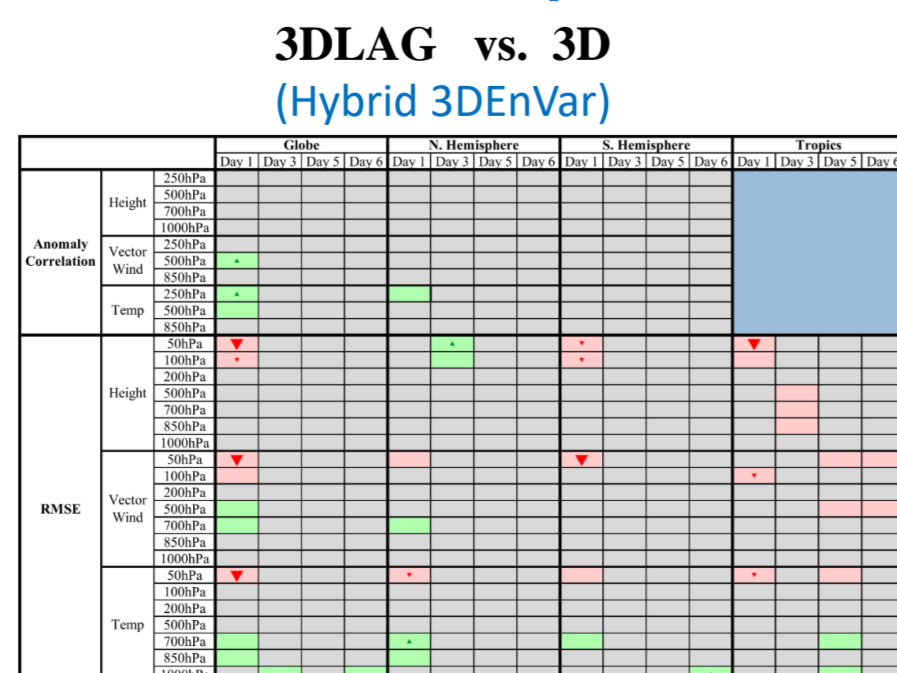 3DLAG vs. 3D
(Hybrid 3DEnVar)
Globe N. Hemisphere S. Hemisphere Tropics
Day 1 Day 3 Day 5 Day 6 Day 1 Day 3 Day 5 Day 6 Day 1 Day 3 Day 5 Day 6 Day 1 Day 3 Day 5 Day 6
Anomaly Correlation
Height
250hPa
500hPa
700hPa
1000hPa
Vector Wind
250hPa
500hPa
850hPa
Temp
250hPa
500hPa
850hPa
RMSE
Height
50hPa
100hPa
200hPa
500hPa
700hPa
850hPa
1000hPa
Vector Wind
50hPa
100hPa
200hPa
500hPa
700hPa
850hPa
1000hPa
Temp
50hPa
100hPa
200hPa
500hPa
700hPa
850hPa
1000hPa